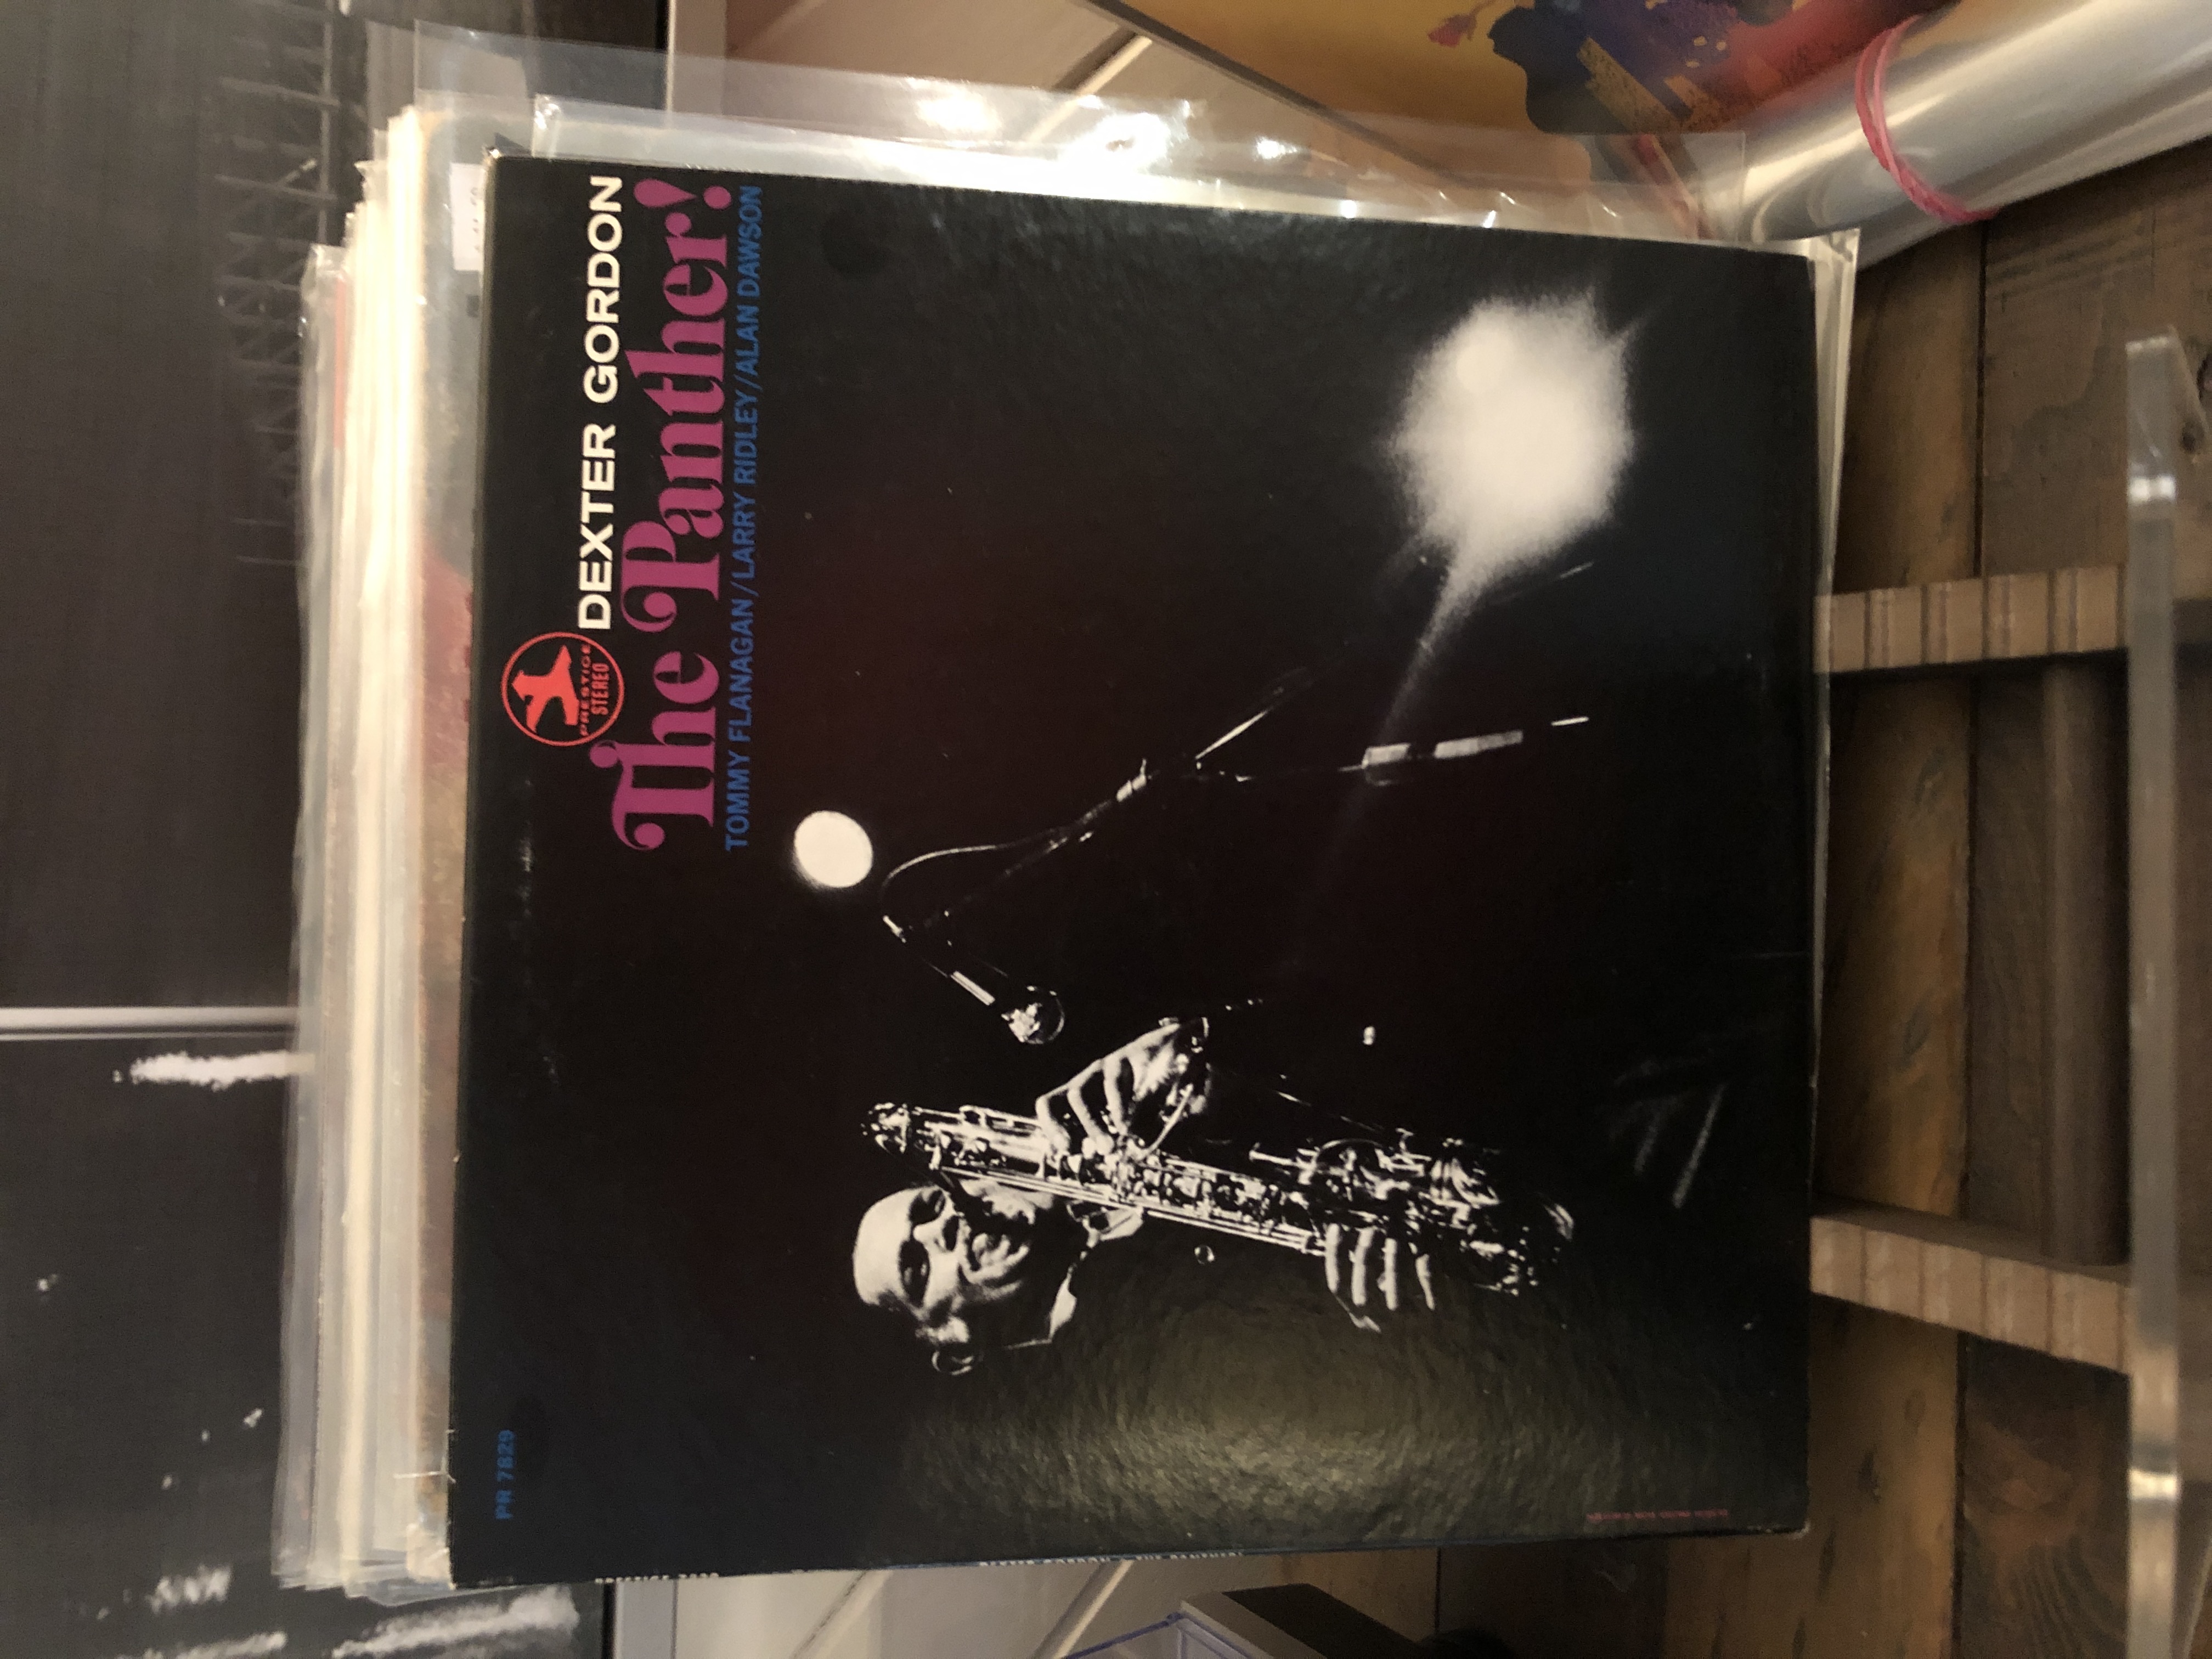 PR 7829
PRESTIGE
STEREO
DEXTER GORDON
The Panther!
TOMMY FLANAGAN/LARRY RIDLEY/ALAN DAWSON